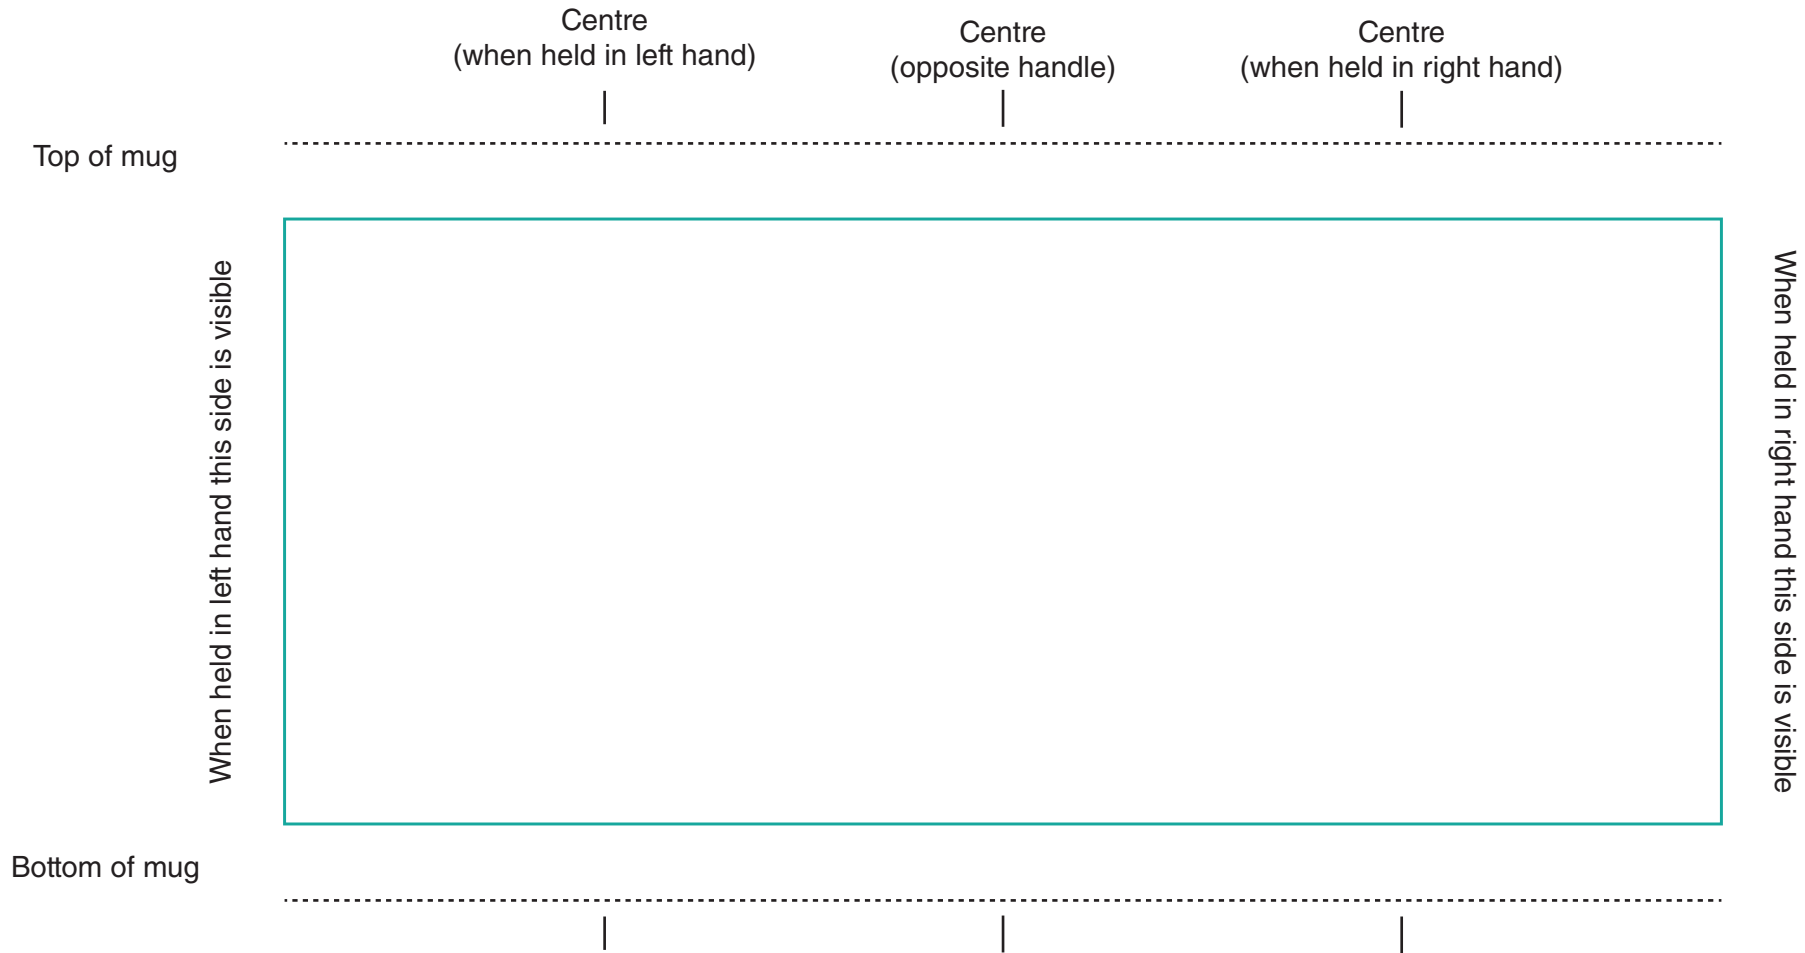 Centre
(when held in left hand)
Centre
(opposite handle)
Centre
(when held in right hand)
Top of mug
When held in left hand this side is visible
When held in right hand this side is visible
Bottom of mug